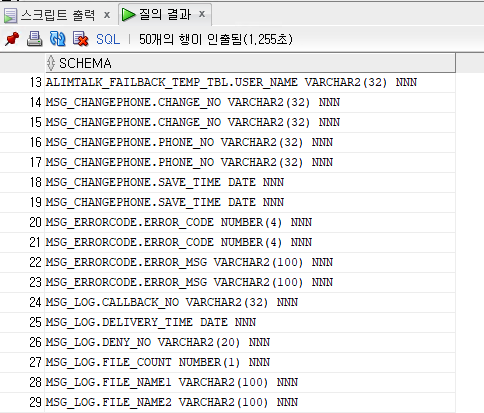 스크립트 출력 × 질의 결과 ×
SQL | 50개의 행이 인출됨(1,255초)
SCHEMA
13 ALIMTALK_FAILBACK_TEMP_TBL.USER_NAME VARCHAR2(32) NNN
14 MSG_CHANGEPHONE.CHANGE_NO VARCHAR2(32) NNN
15 MSG_CHANGEPHONE.CHANGE_NO VARCHAR2(32) NNN
16 MSG_CHANGEPHONE.PHONE_NO VARCHAR2(32) NNN
17 MSG_CHANGEPHONE.PHONE_NO VARCHAR2(32) NNN
18 MSG_CHANGEPHONE.SAVE_TIME DATE NNN
19 MSG_CHANGEPHONE.SAVE_TIME DATE NNN
20 MSG_ERRORCODE.ERROR_CODE NUMBER(4) NNN
21 MSG_ERRORCODE.ERROR_CODE NUMBER(4) NNN
22 MSG_ERRORCODE.ERROR_MSG VARCHAR2(100) NNN
23 MSG_ERRORCODE.ERROR_MSG VARCHAR2(100) NNN
24 MSG_LOG.CALLBACK_NO VARCHAR2(32) NNN
25 MSG_LOG.DELIVERY_TIME DATE NNN
26 MSG_LOG.DENY_NO VARCHAR2(20) NNN
27 MSG_LOG.FILE_COUNT NUMBER(1) NNN
28 MSG_LOG.FILE_NAME1 VARCHAR2(100) NNN
29 MSG_LOG.FILE_NAME2 VARCHAR2(100) NNN